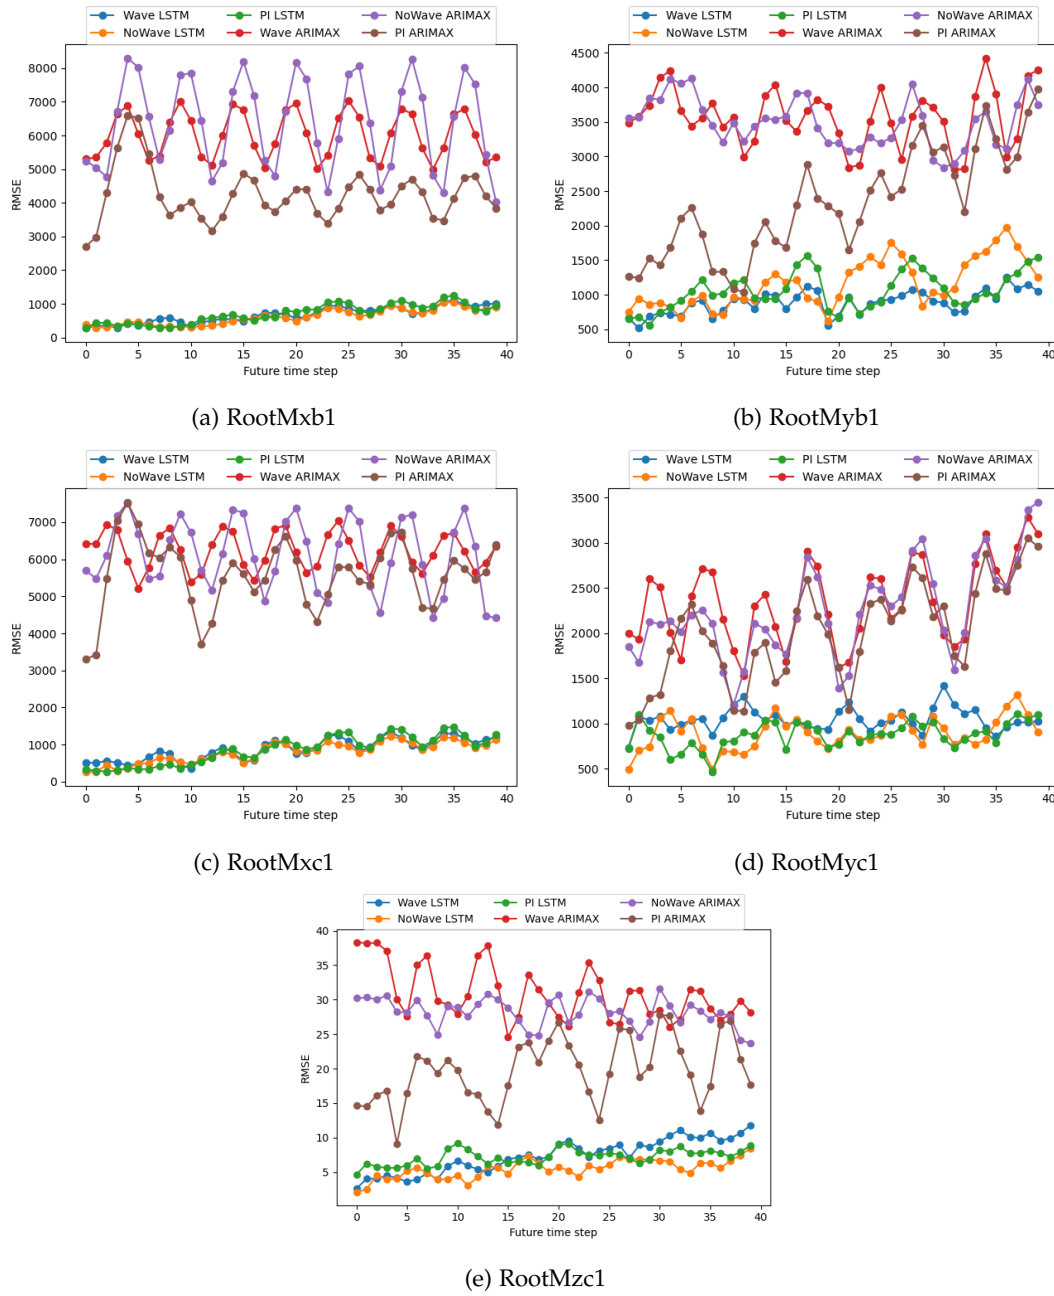 Wave LSTM PI LSTM NoWave ARIMAX
NoWave LSTM Wave ARIMAX PI ARIMAX
8000
7000
6000
5000
4000
3000
2000
1000
0
RMSE
0 5 10 15 20 25 30 35 40
Future time step
(a) RootMxb1
Wave LSTM PI LSTM Wave ARIMAX
NoWave LSTM NoWave ARIMAX PI ARIMAX
4500
4000
3500
3000
2500
2000
1500
1000
500
RMSE
0 5 10 15 20 25 30 35 40
Future time step
(b) RootMyb1
Wave LSTM PI LSTM NoWave ARIMAX
NoWave LSTM Wave ARIMAX PI ARIMAX
7000
6000
5000
4000
3000
2000
1000
0
RMSE
0 5 10 15 20 25 30 35 40
Future time step
(c) RootMxc1
Wave LSTM PI LSTM NoWave ARIMAX
NoWave LSTM Wave ARIMAX PI ARIMAX
3500
3000
2500
2000
1500
1000
500
RMSE
0 5 10 15 20 25 30 35 40
Future time step
(d) RootMyc1
Wave LSTM PI LSTM NoWave ARIMAX
NoWave LSTM Wave ARIMAX PI ARIMAX
40
35
30
25
20
15
10
5
RMSE
0 5 10 15 20 25 30 35 40
Future time step
(e) RootMzc1